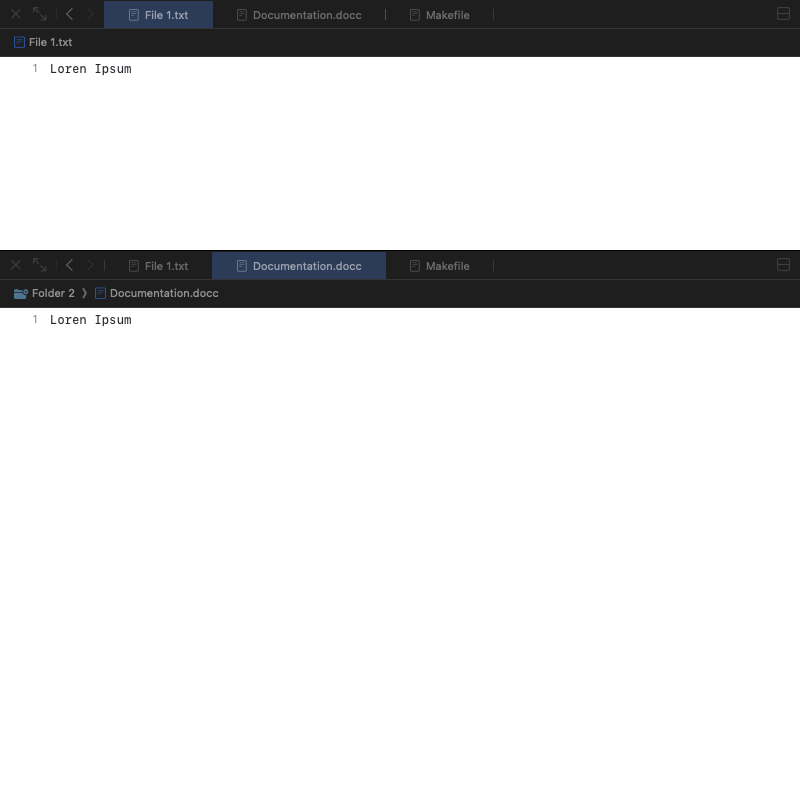 File 1.txt Documentation.docc Makefile
File 1.txt
1 Loren Ipsum
File 1.txt Documentation.docc Makefile
Folder 2 〉 Documentation.docc
1 Loren Ipsum